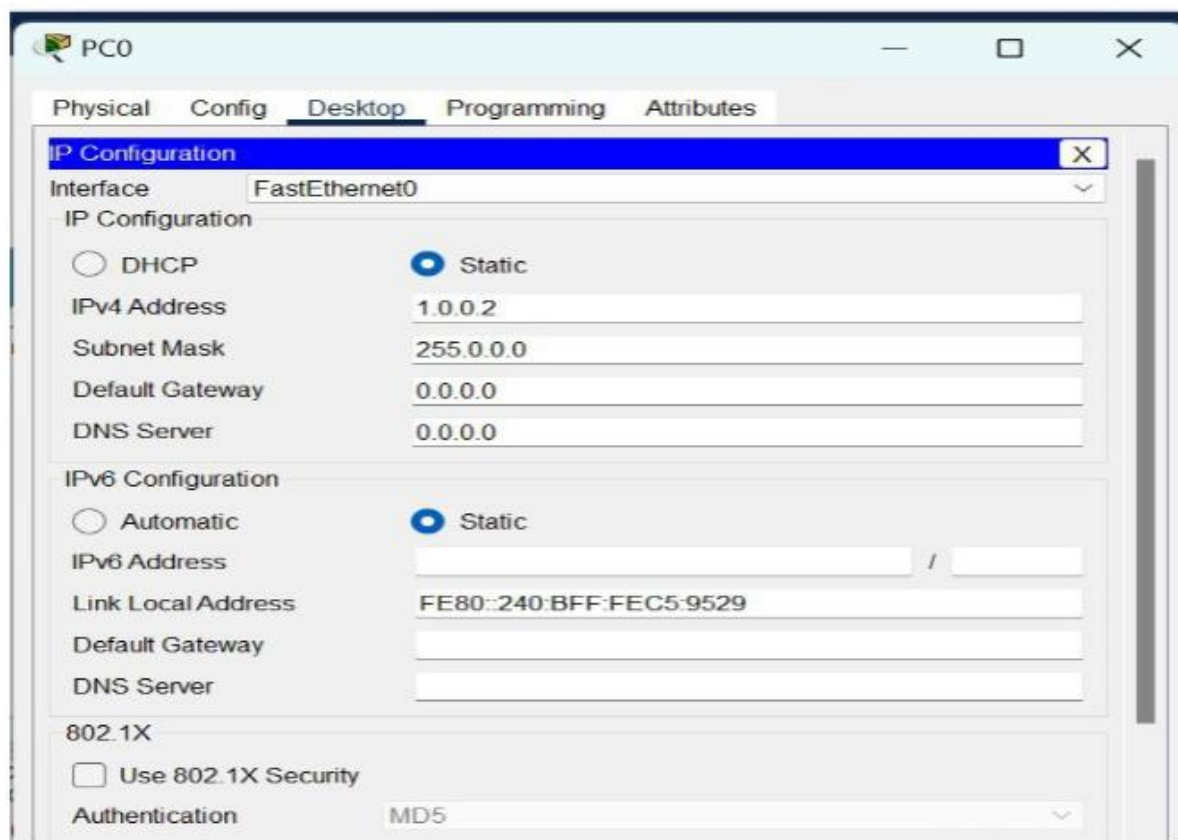 PC0
Physical Config Desktop Programming Attributes
IP Configuration X
Interface FastEthernet0
IP Configuration
DHCP Static
IPv4 Address 1.0.0.2
Subnet Mask 255.0.0.0
Default Gateway 0.0.0.0
DNS Server 0.0.0.0
IPv6 Configuration
Automatic Static
IPv6 Address /
Link Local Address FE80::240:BFF:FEC5:9529
Default Gateway
DNS Server
802.1X
Use 802.1X Security
Authentication MD5